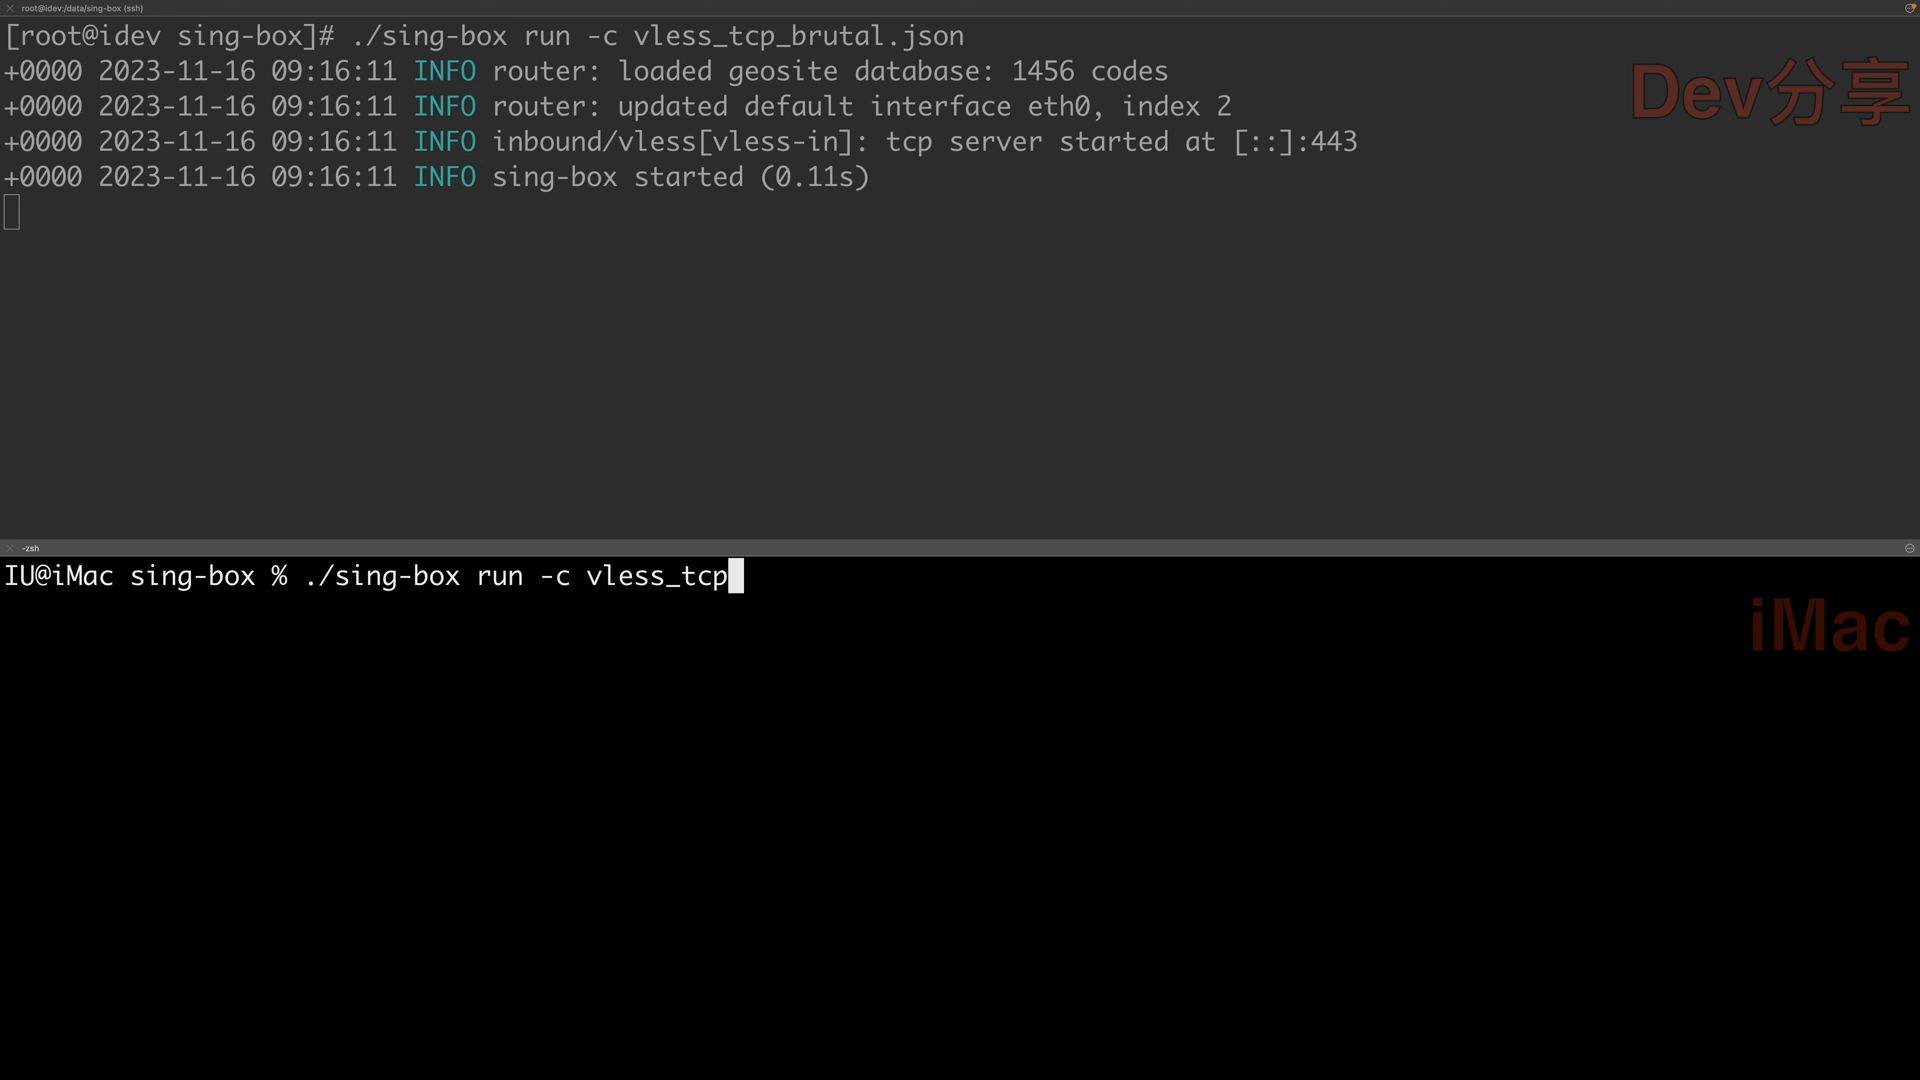 root@idev:/data/sing-box (ssh)
[root@idev sing-box]# ./sing-box run -c vless_tcp_brutal.json
+0000 2023-11-16 09:16:11 INFO router: loaded geosite database: 1456 codes
Dev分享
+0000 2023-11-16 09:16:11 INFO router: updated default interface eth0, index 2
+0000 2023-11-16 09:16:11 INFO inbound/vless[vless-in]: tcp server started at [::]:443
+0000 2023-11-16 09:16:11 INFO sing-box started (0.11s)
-zsh
IU@iMac sing-box % ./sing-box run -c vless_tcp
iMac